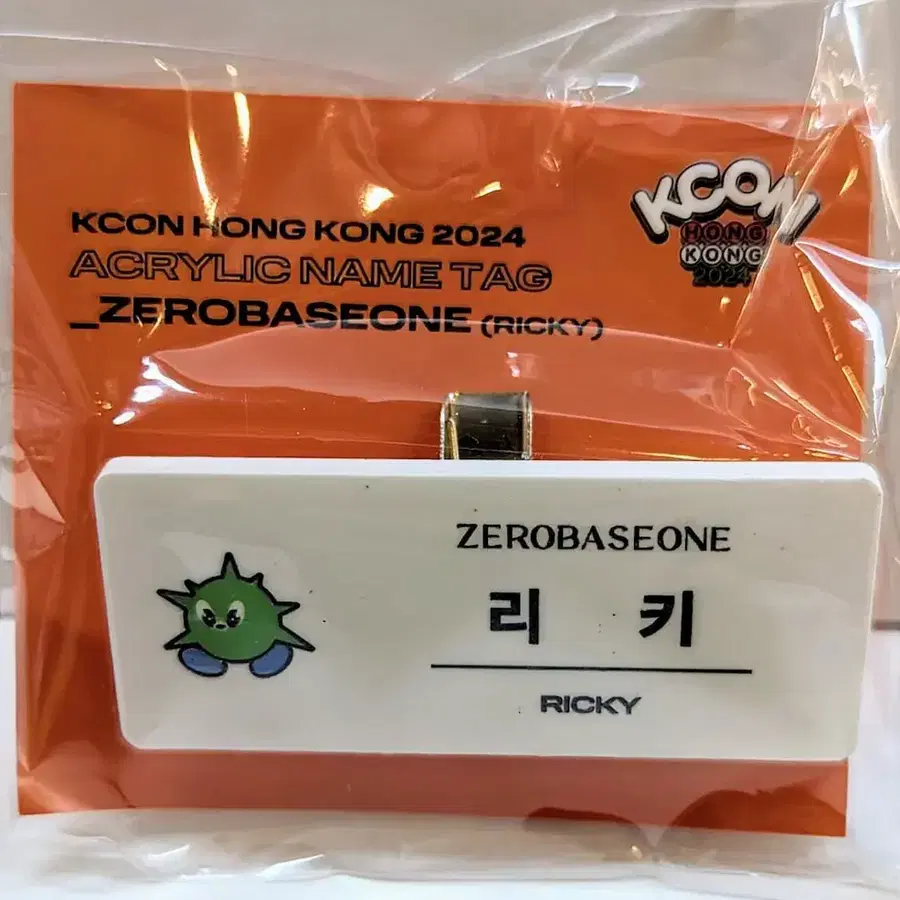 KCON HONG KONG 2024
ACRYLIC NAME TAG
_ZEROBASEONE (RICKY)
KCON
HONG
KONG
2024
ZEROBASEONE
리 키
RICKY